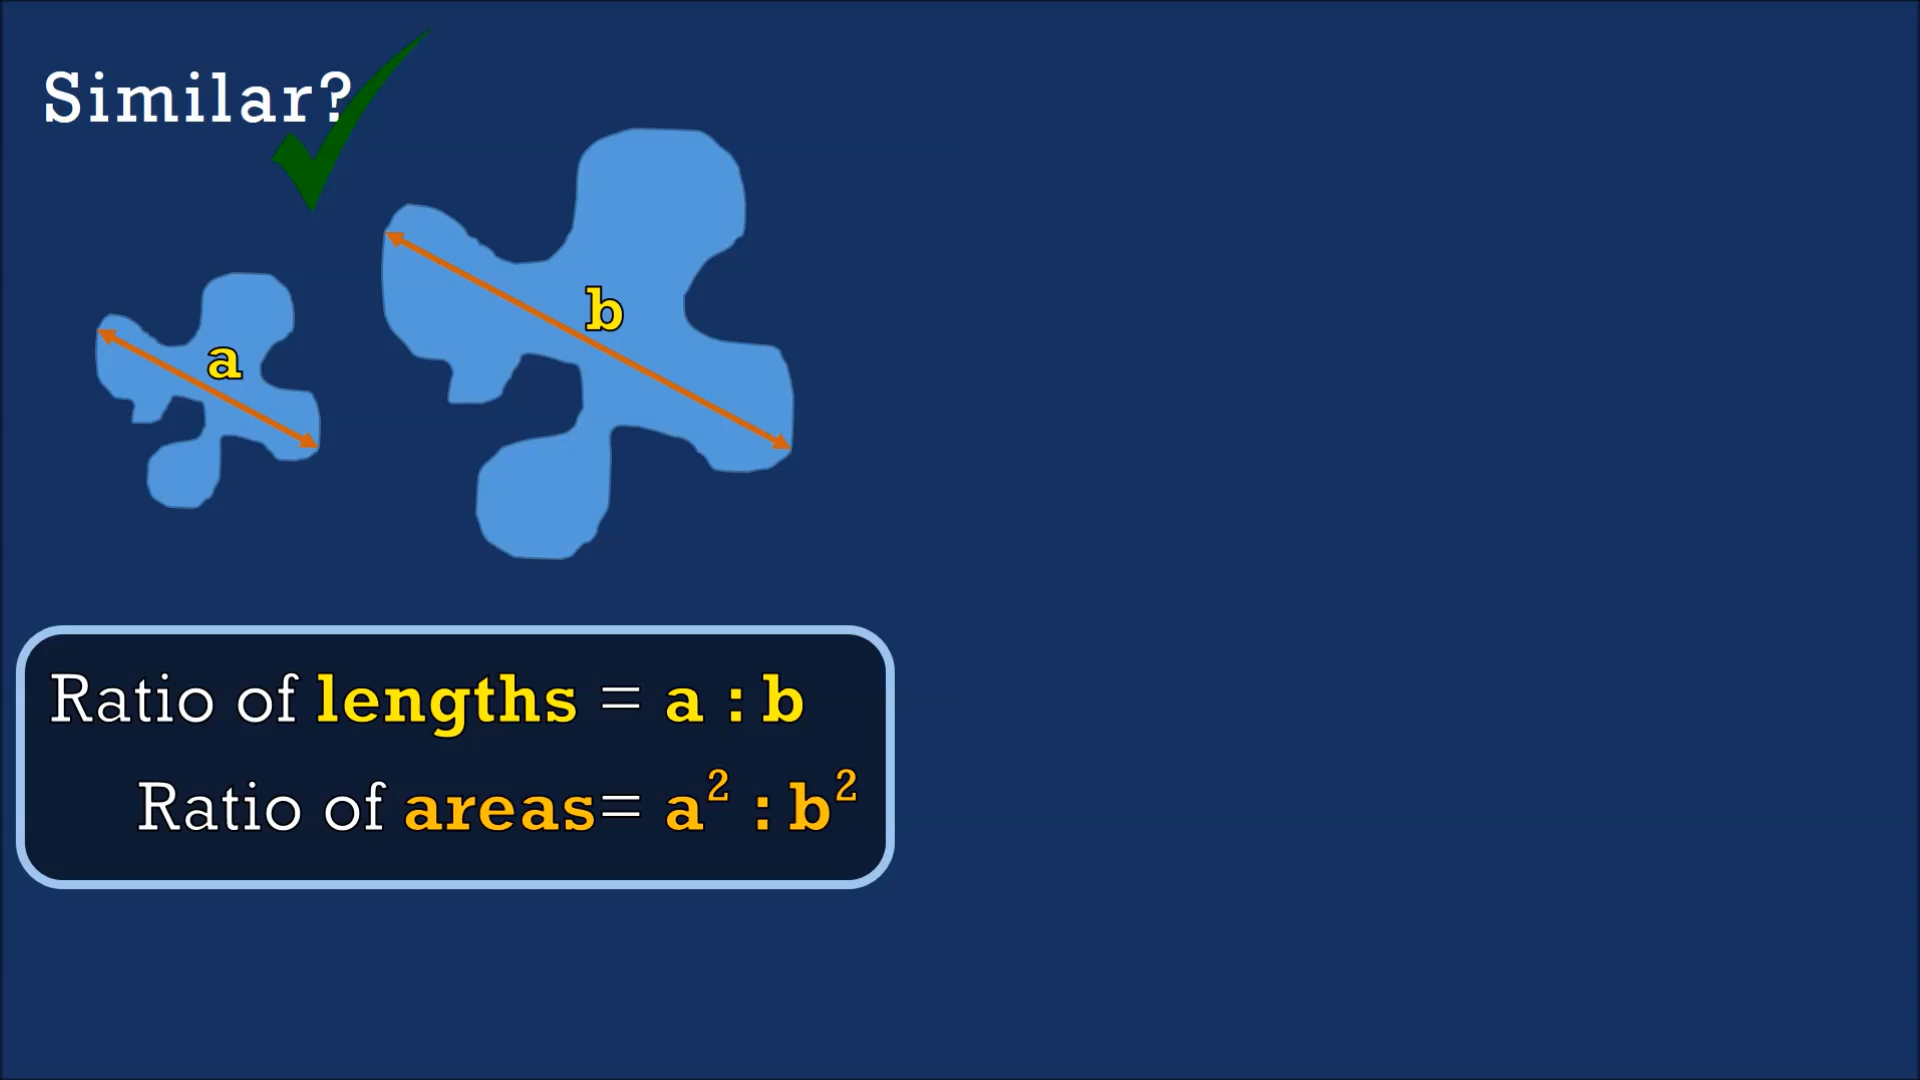 Similar?
b
a
Ratio of lengths = a : b
Ratio of areas= a² : b²